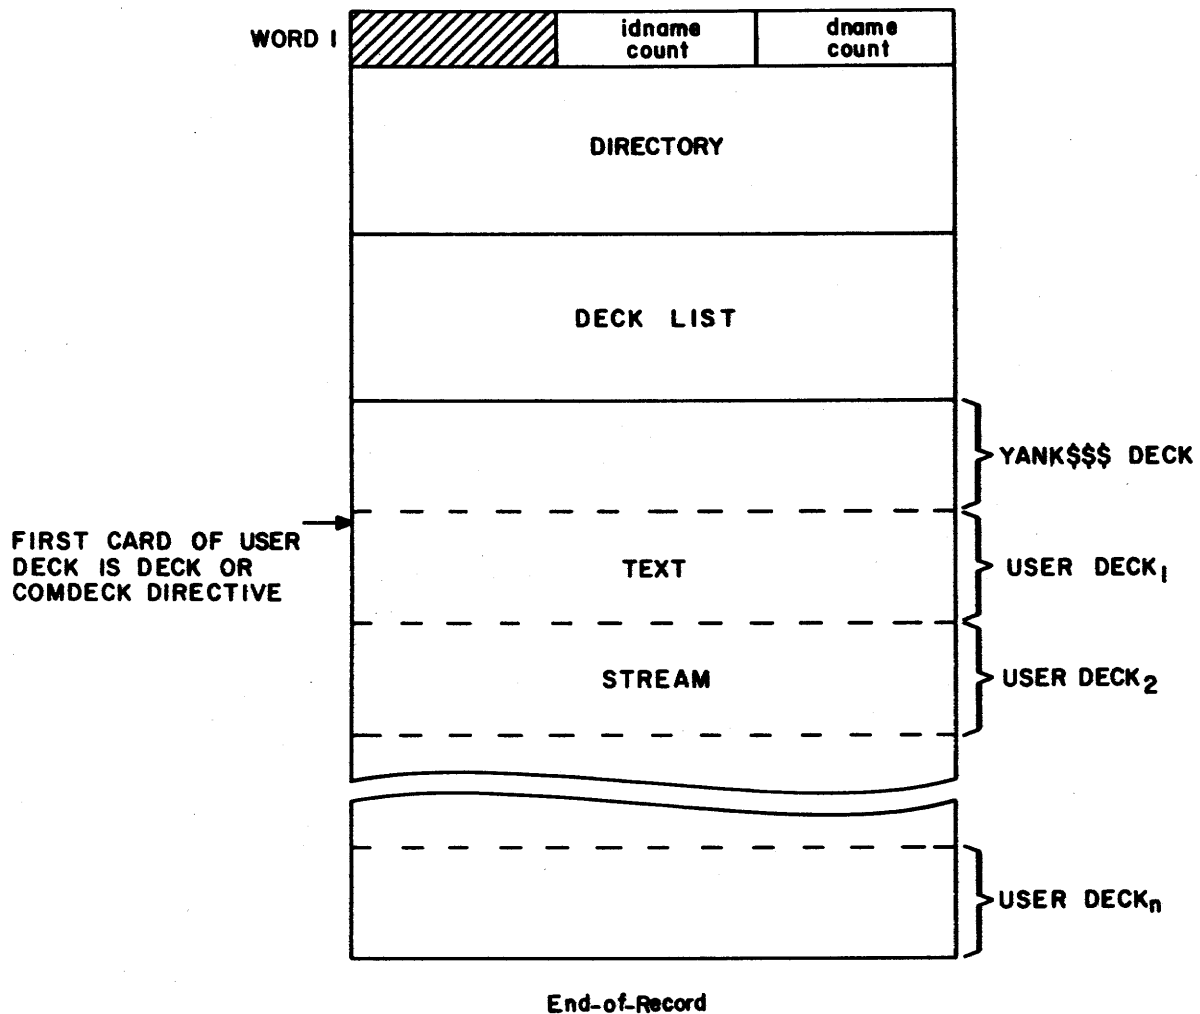 WORD 1
idname
count
dname
count
DIRECTORY
DECK LIST
YANK$$$ DECK
FIRST CARD OF USER
DECK IS DECK OR
COMDECK DIRECTIVE
TEXT
USER DECK1
STREAM
USER DECK2
USER DECKn
End-of-Record